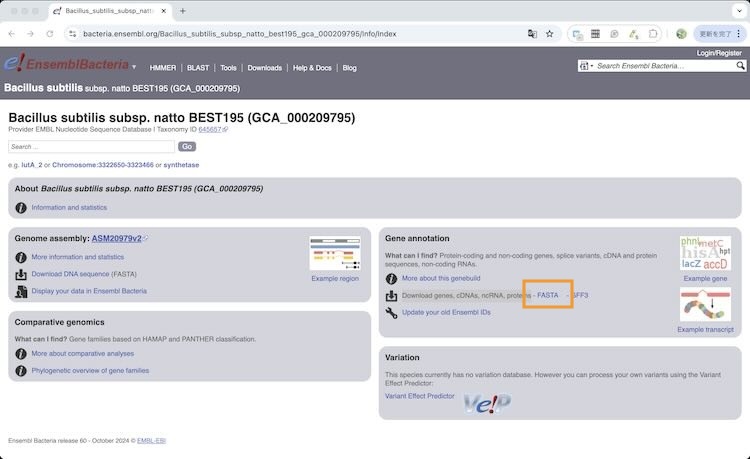 Bacillus_subtilis_subsp_natto
bacteria.ensembl.org/Bacillus_subtilis_subsp_natto_best195_gca_000209795/Info/Index
更新を完了
Login/Register
e! EnsemblBacteria
HMMER | BLAST | Tools | Downloads | Help & Docs | Blog
Search Ensembl Bacteria…
Bacillus subtilis subsp. natto BEST195 (GCA_000209795)
Bacillus subtilis subsp. natto BEST195 (GCA_000209795)
Provider EMBL Nucleotide Sequence Database | Taxonomy ID 645657
Search …
Go
e.g. lutA_2 or Chromosome:3322650-3323466 or synthetase
About Bacillus subtilis subsp. natto BEST195 (GCA_000209795)
Information and statistics
Genome assembly: ASM20979v2
More information and statistics
Download DNA sequence (FASTA)
Display your data in Ensembl Bacteria
Example region
Comparative genomics
What can I find? Gene families based on HAMAP and PANTHER classification.
More about comparative analyses
Phylogenetic overview of gene families
Gene annotation
What can I find? Protein-coding and non-coding genes, splice variants, cDNA and protein
sequences, non-coding RNAs.
More about this genebuild
Download genes, cDNAs, ncRNA, proteins - FASTA - GFF3
Update your old Ensembl IDs
phnI metC
hisA hpt
lacZ accD
Example gene
Example transcript
Variation
This species currently has no variation database. However you can process your own variants using the Variant
Effect Predictor:
Variant Effect Predictor
Ve!P
Ensembl Bacteria release 60 - October 2024 © EMBL-EBI